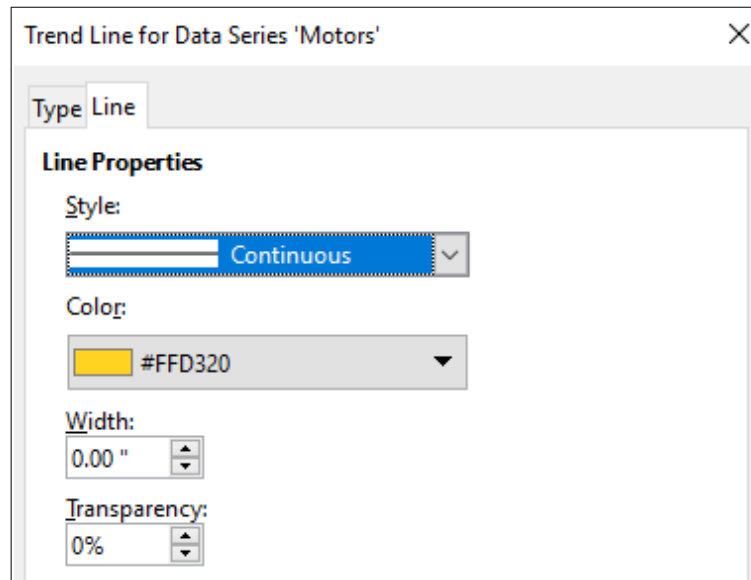 Trend Line for Data Series 'Motors'
Type Line
Line Properties
Style:
Continuous
Color:
#FFD320
Width:
0.00 "
Transparency:
0%